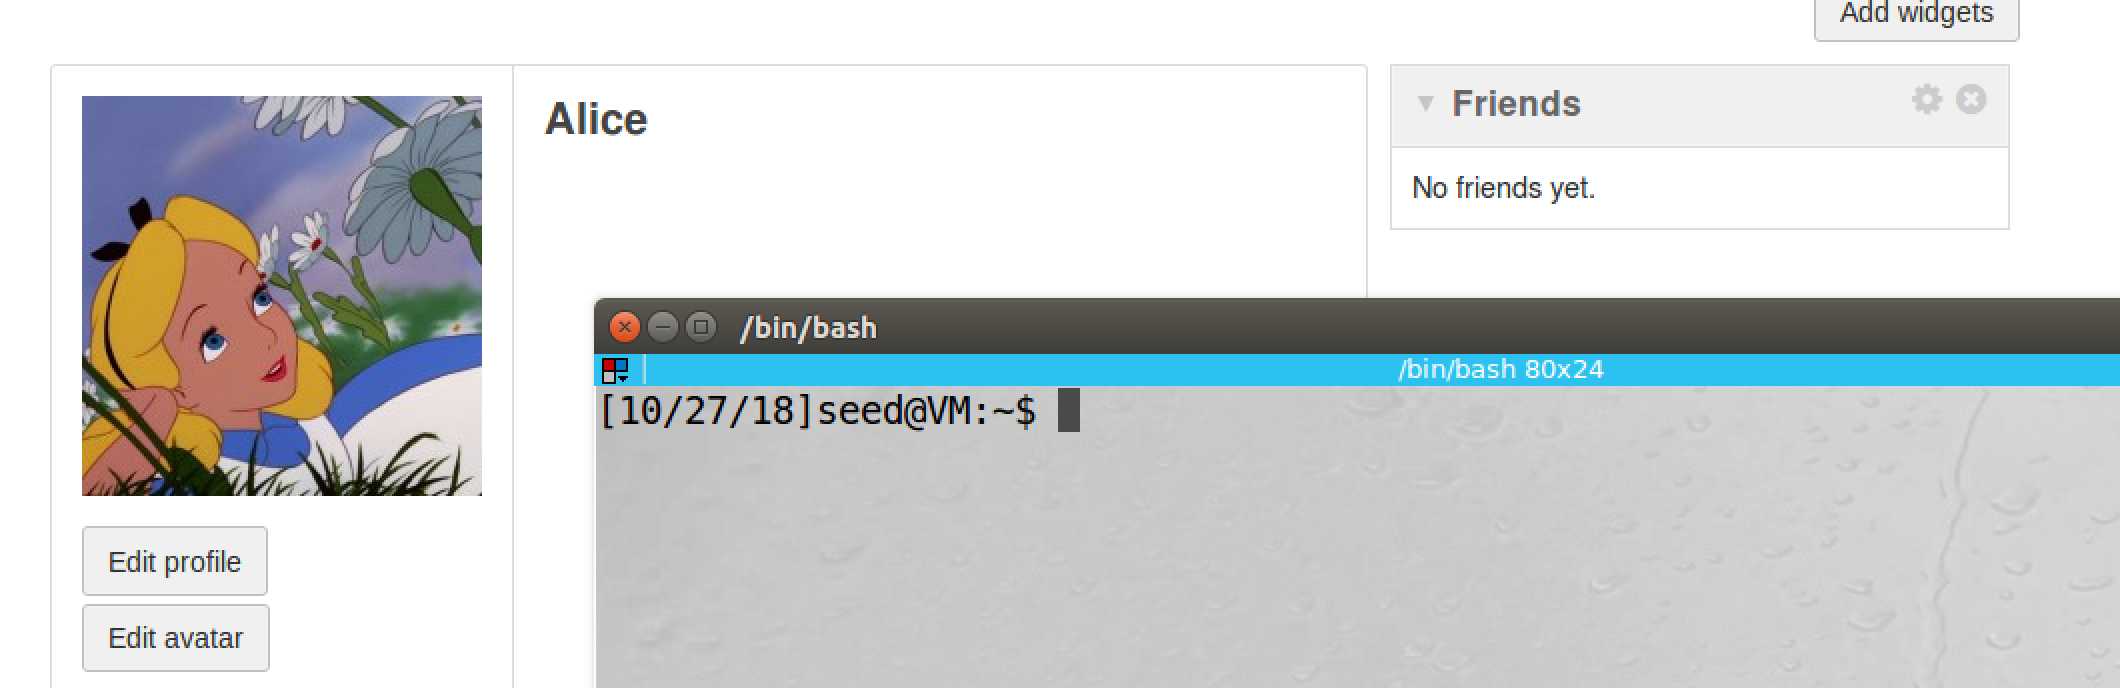 Add widgets
Alice
Friends
No friends yet.
/bin/bash
/bin/bash 80x24
[10/27/18]seed@VM:~$
Edit profile
Edit avatar